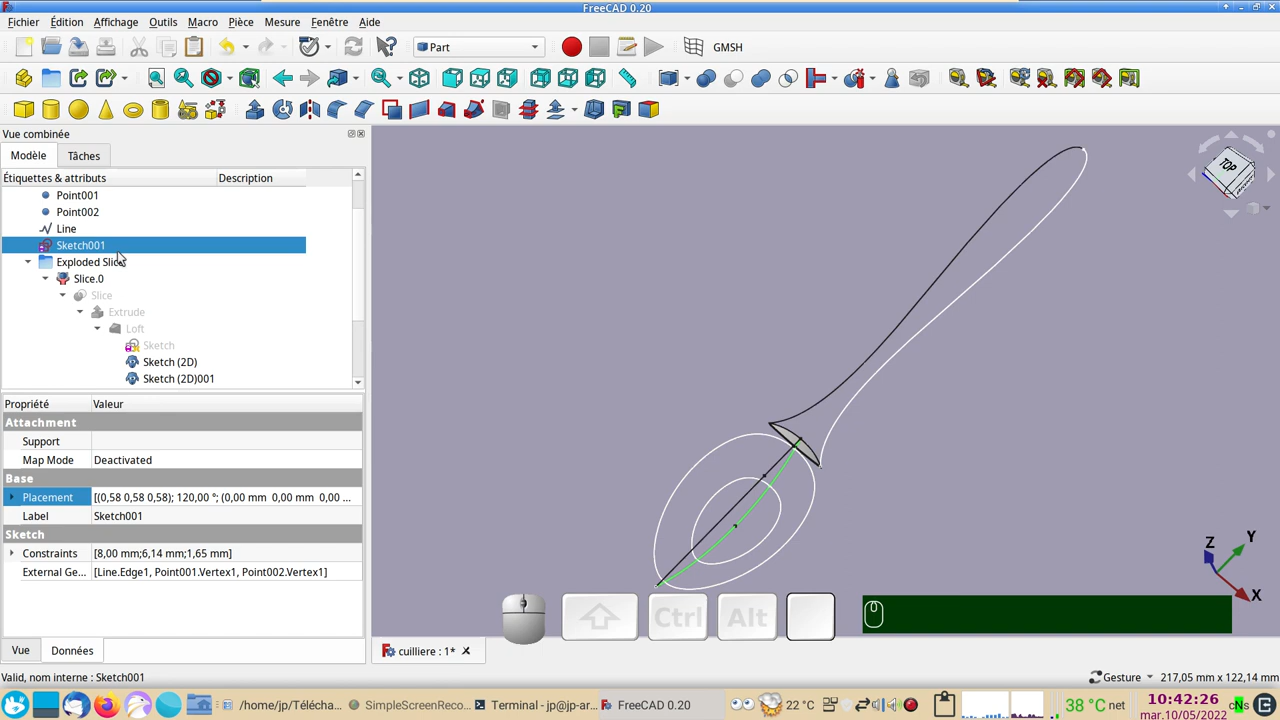 FreeCAD 0.20
Fichier Édition Affichage Outils Macro Pièce Mesure Fenêtre Aide
Part
GMSH
Vue combinée
Modèle Tâches
Étiquettes & attributs Description
Point001
Point002
Line
Sketch001
Exploded Slice
Slice.0
Slice
Extrude
Loft
Sketch
Sketch (2D)
Sketch (2D)001
Propriété Valeur
Attachment
Support
Map Mode Deactivated
Base
Placement [(0,58 0,58 0,58); 120,00 °; (0,00 mm 0,00 mm 0,00 ...
Label Sketch001
Sketch
Constraints [8,00 mm;6,14 mm;1,65 mm]
External Ge... [Line.Edge1, Point001.Vertex1, Point002.Vertex1]
TOP
Z Y X
Ctrl Alt
Vue Données
cuilliere : 1*
Valid, nom interne : Sketch001
Gesture 217,05 mm x 122,14 mm
/home/jp/Télécha... SimpleScreenReco... Terminal - jp@jp-ar... FreeCAD 0.20 22 °C 38 °C net 10:42:26
mar.10/05/2022